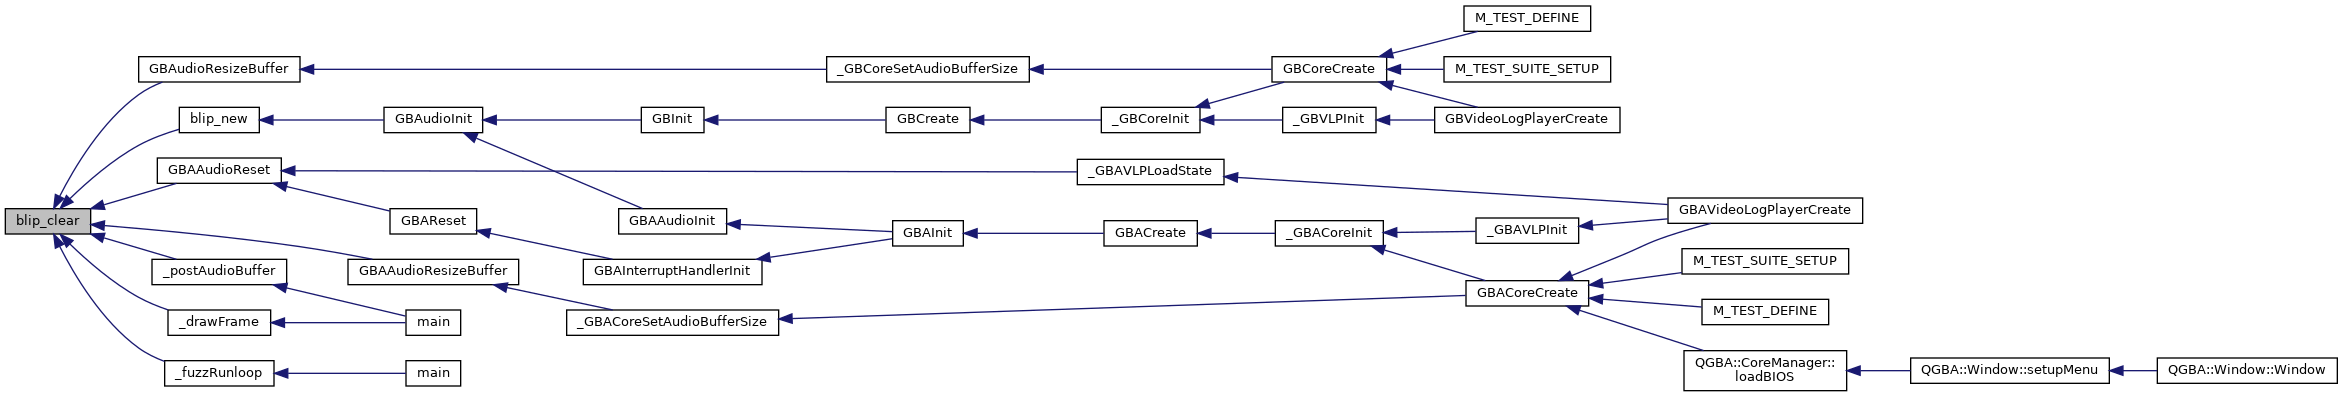 M_TEST_DEFINE
GBAudioResizeBuffer
_GBCoreSetAudioBufferSize
GBCoreCreate
M_TEST_SUITE_SETUP
blip_new
GBAudioInit
GBInit
GBCreate
_GBCoreInit
_GBVLPInit
GBVideoLogPlayerCreate
GBAAudioReset
_GBAVLPLoadState
blip_clear
GBAReset
GBAAudioInit
GBAInit
GBACreate
_GBACoreInit
_GBAVLPInit
GBAVideoLogPlayerCreate
_postAudioBuffer
GBAAudioResizeBuffer
GBAInterruptHandlerInit
M_TEST_SUITE_SETUP
GBACoreCreate
_drawFrame
main
_GBACoreSetAudioBufferSize
M_TEST_DEFINE
_fuzzRunloop
main
QGBA::CoreManager::
loadBIOS
QGBA::Window::setupMenu
QGBA::Window::Window